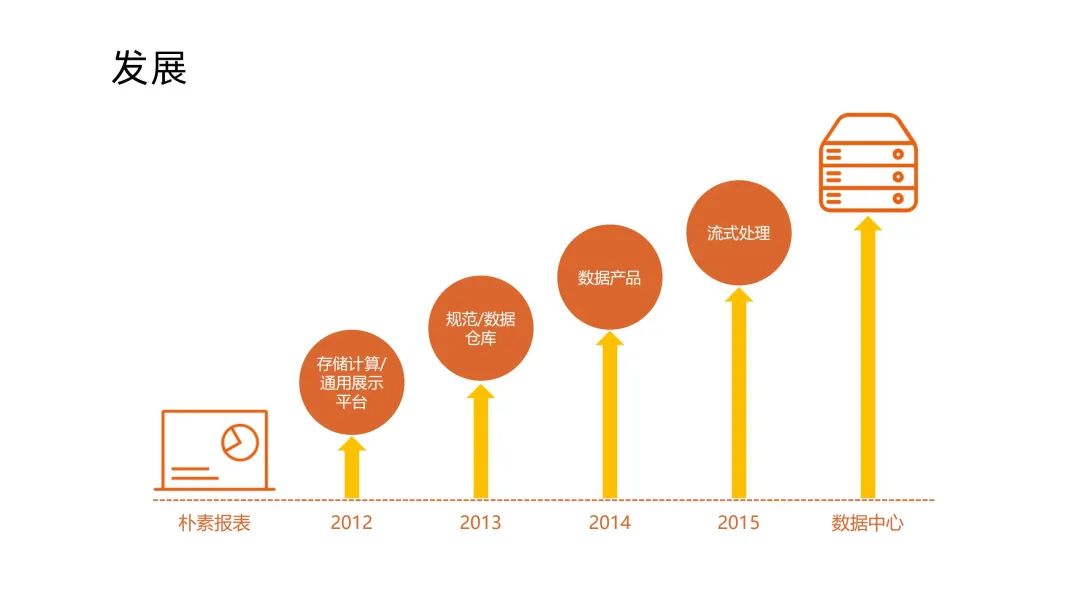 发展
存储计算/
通用展示
平台
规范/数据
仓库
数据产品
流式处理
朴素报表
2012
2013
2014
2015
数据中心